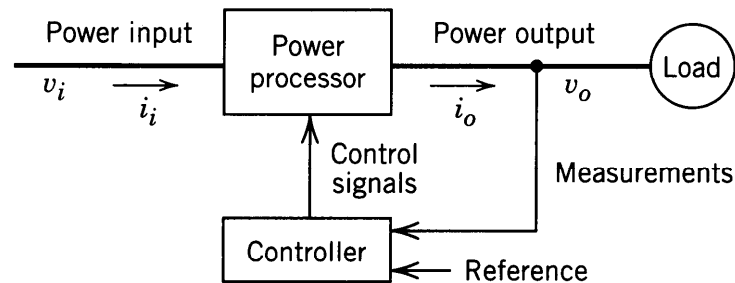 Power input
Power
processor
Power output
Load
v_i
i_i
i_o
v_o
Control
signals
Measurements
Controller
Reference